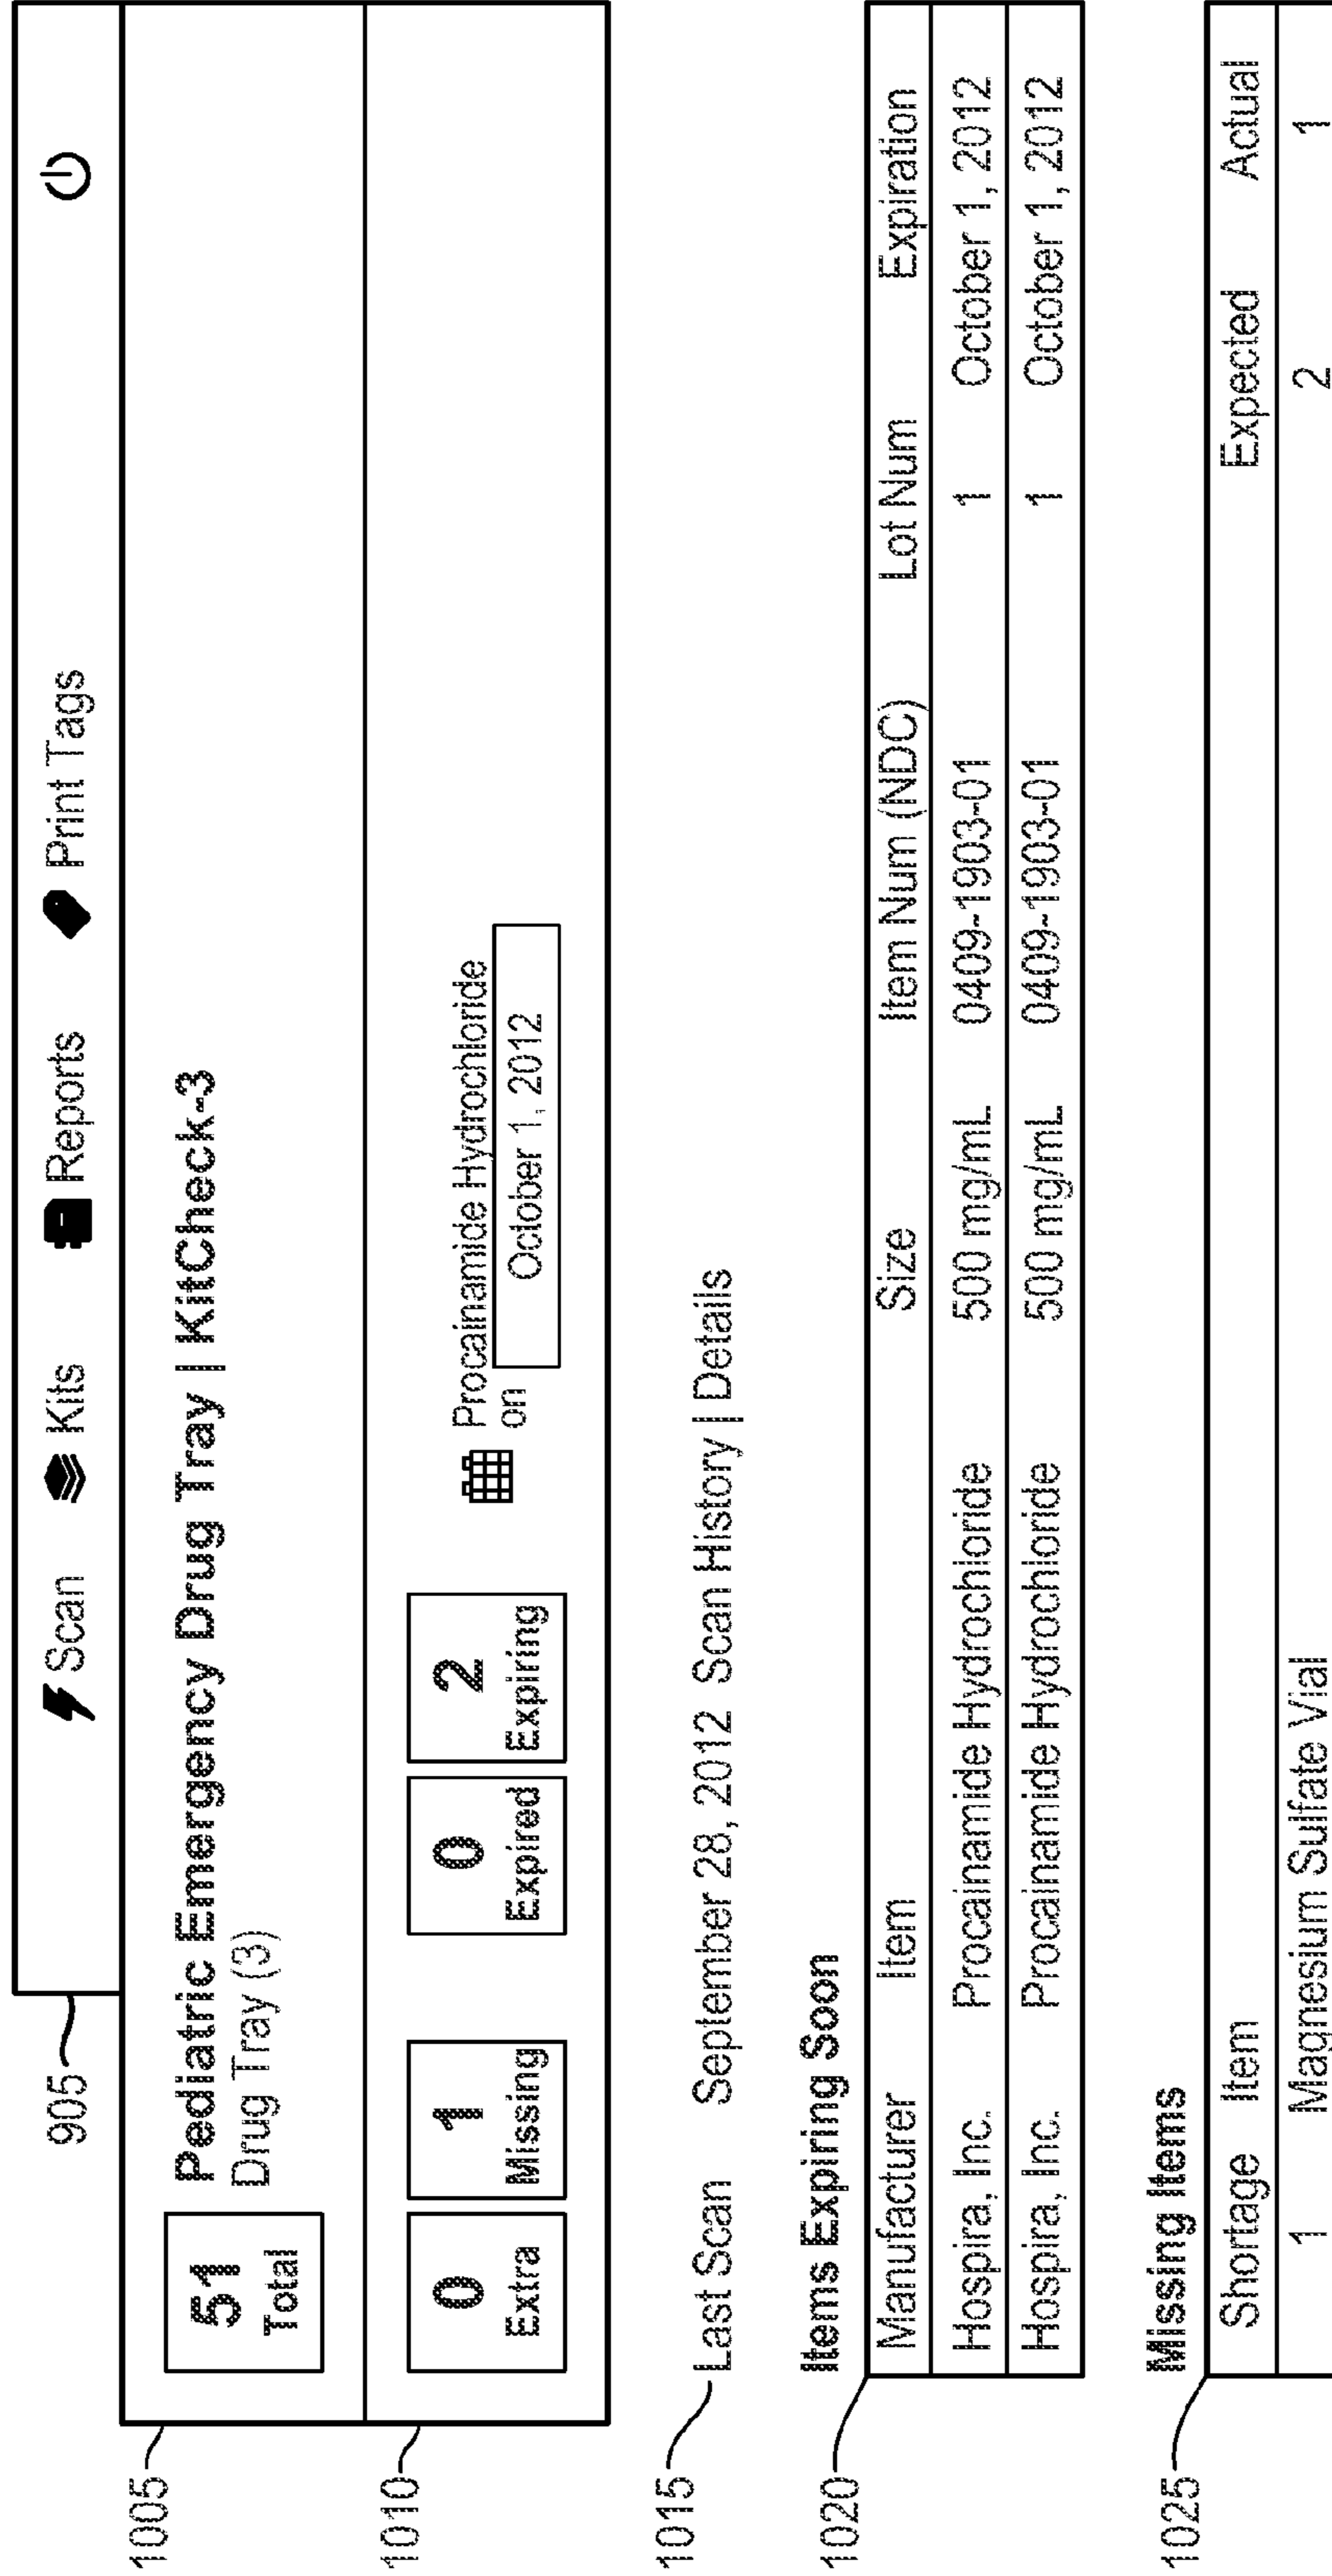 905
Scan Kits Reports Print Tags
1005
51
Total
Pediatric Emergency Drug Tray | KitCheck-3
Drug Tray (3)
1010
0
Extra
1
Missing
0
Expired
2
Expiring
Procainamide Hydrochloride
on October 1, 2012
1015
Last Scan September 28, 2012 Scan History | Details
1020
Items Expiring Soon
Manufacturer Item Size Item Num (NDC) Lot Num Expiration
Hospira, Inc. Procainamide Hydrochloride 500 mg/mL 0409-1903-01 1 October 1, 2012
Hospira, Inc. Procainamide Hydrochloride 500 mg/mL 0409-1903-01 1 October 1, 2012
1025
Missing Items
Shortage Item Expected Actual
1 Magnesium Sulfate Vial 2 1